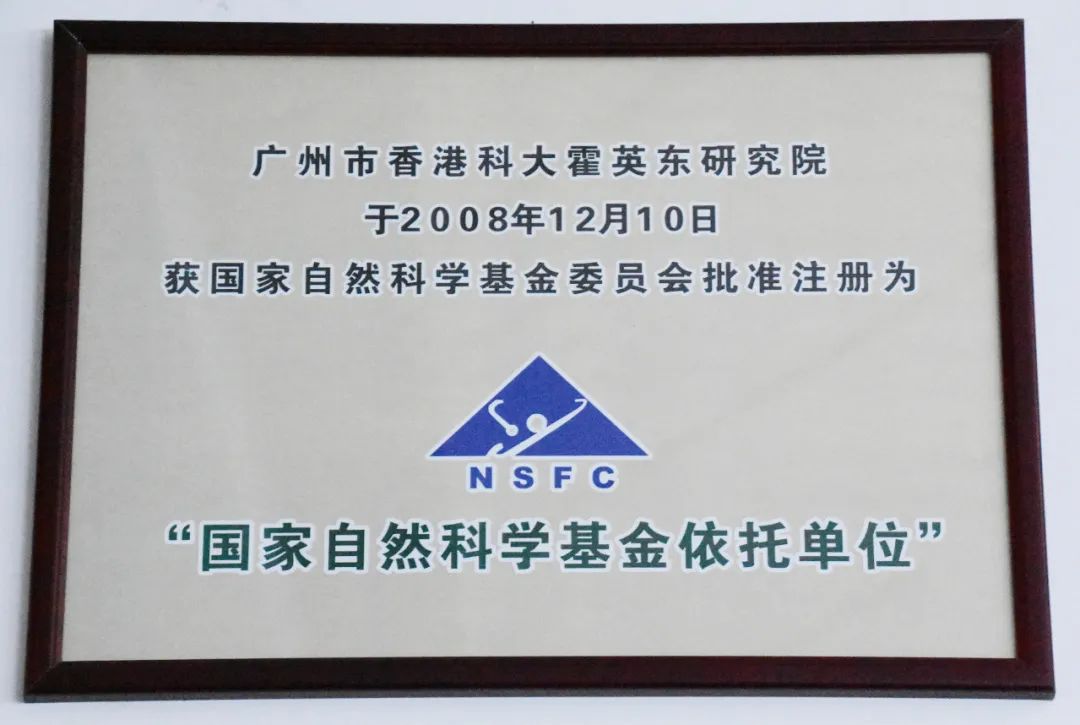 广州市香港科大霍英东研究院
于2008年12月10日
获国家自然科学基金委员会批准注册为
NSFC
“国家自然科学基金依托单位”